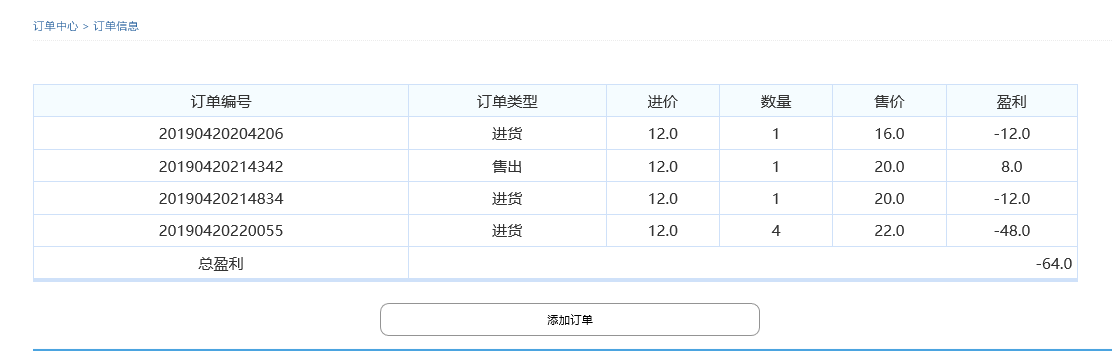 订单中心 > 订单信息
订单编号 订单类型 进价 数量 售价 盈利
20190420204206 进货 12.0 1 16.0 -12.0
20190420214342 售出 12.0 1 20.0 8.0
20190420214834 进货 12.0 1 20.0 -12.0
20190420220055 进货 12.0 4 22.0 -48.0
总盈利 -64.0
添加订单